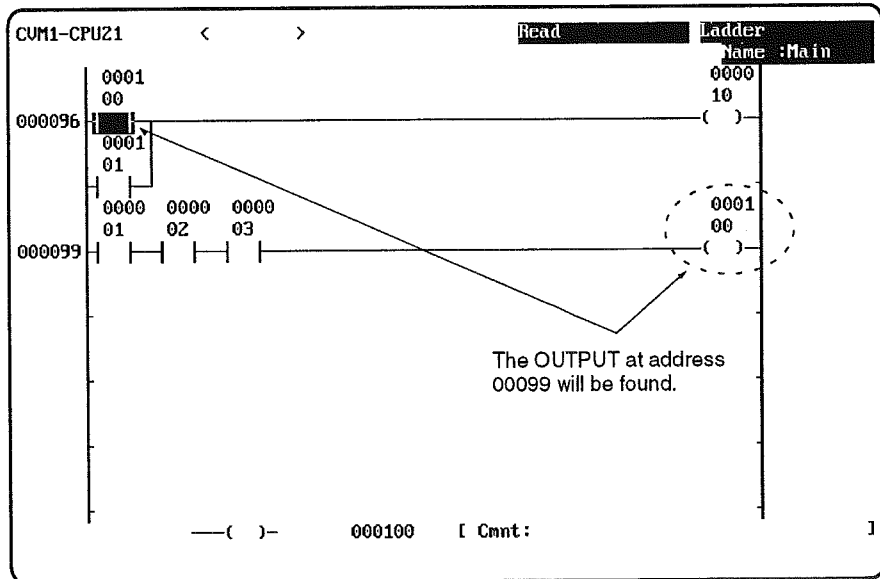 CVM1-CPU21 < > Read Ladder
Name :Main
0001 0000
00 10
000096 ( )
0001
01
0000 0000 0000 0001
01 02 03 00
000099 ( )
The OUTPUT at address
00099 will be found.
——( )— 000100 [ Cmnt: ]